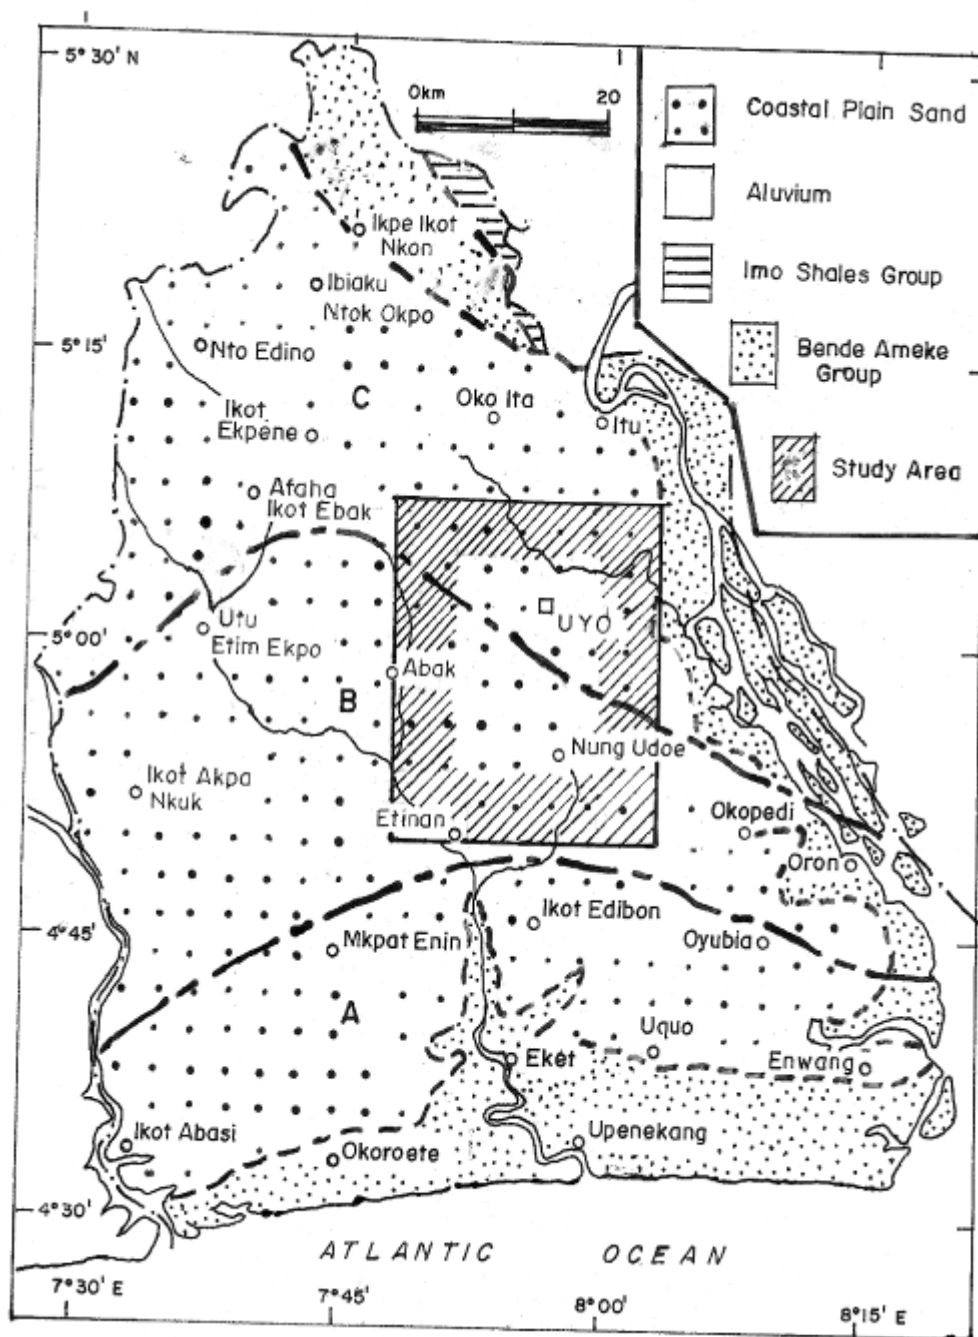 5°30' N
0km
20
Coastal Plain Sand
Aluvium
Imo Shales Group
Bende Ameke
Group
Study Area
Ikpe Ikot
Nkon
Ibiaku
Ntok Okpo
5°15'
Nto Edino
C
Oko Ita
Itu
Ikot
Ekpene
Afaha
Ikot Ebak
UYO
5°00'
Utu
Etim Ekpo
Abak
B
Nung Udoe
Ikot Akpa
Nkuk
Etinan
Okopedi
Oron
Ikot Edibon
4°45'
Mkpat Enin
Oyubia
A
Uquo
Eket
Enwang
Ikot Abasi
Upenekang
Okoroete
4°30'
ATLANTIC OCEAN
7°30' E
7°45'
8°00'
8°15' E